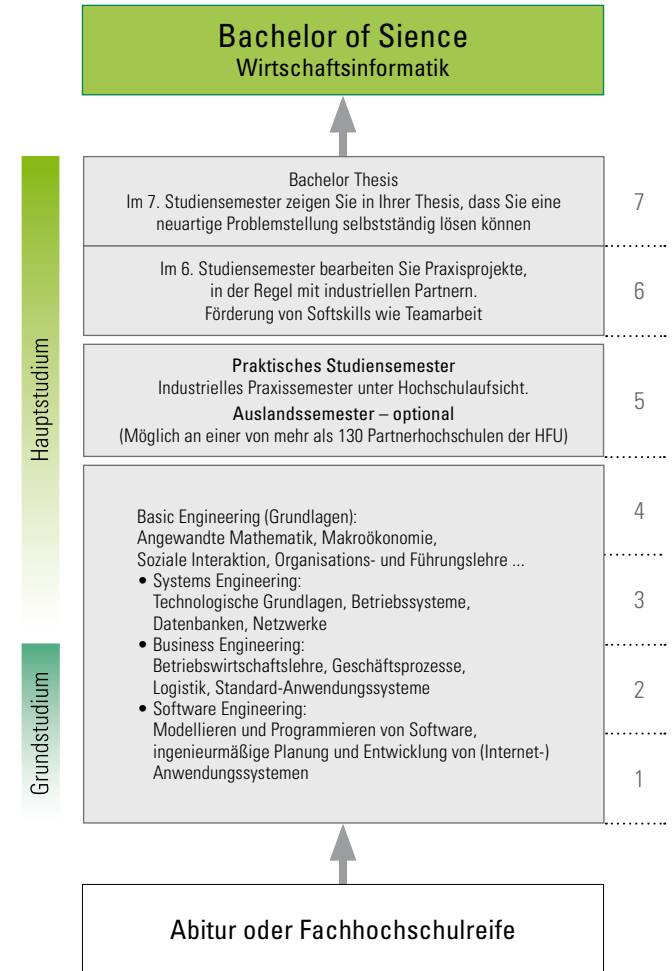 Bachelor of Sience
Wirtschaftsinformatik
Hauptstudium
Grundstudium
Bachelor Thesis
Im 7. Studiensemester zeigen Sie in Ihrer Thesis, dass Sie eine
neuartige Problemstellung selbstständig lösen können
7
Im 6. Studiensemester bearbeiten Sie Praxisprojekte,
in der Regel mit industriellen Partnern.
Förderung von Softskills wie Teamarbeit
6
Praktisches Studiensemester
Industrielles Praxissemester unter Hochschulaufsicht.
Auslandssemester – optional
(Möglich an einer von mehr als 130 Partnerhochschulen der HFU)
5
Basic Engineering (Grundlagen):
Angewandte Mathematik, Makroökonomie,
Soziale Interaktion, Organisations- und Führungslehre ...
• Systems Engineering:
Technologische Grundlagen, Betriebssysteme,
Datenbanken, Netzwerke
• Business Engineering:
Betriebswirtschaftslehre, Geschäftsprozesse,
Logistik, Standard-Anwendungssysteme
• Software Engineering:
Modellieren und Programmieren von Software,
ingenieurmäßige Planung und Entwicklung von (Internet-)
Anwendungssystemen
4
3
2
1
Abitur oder Fachhochschulreife